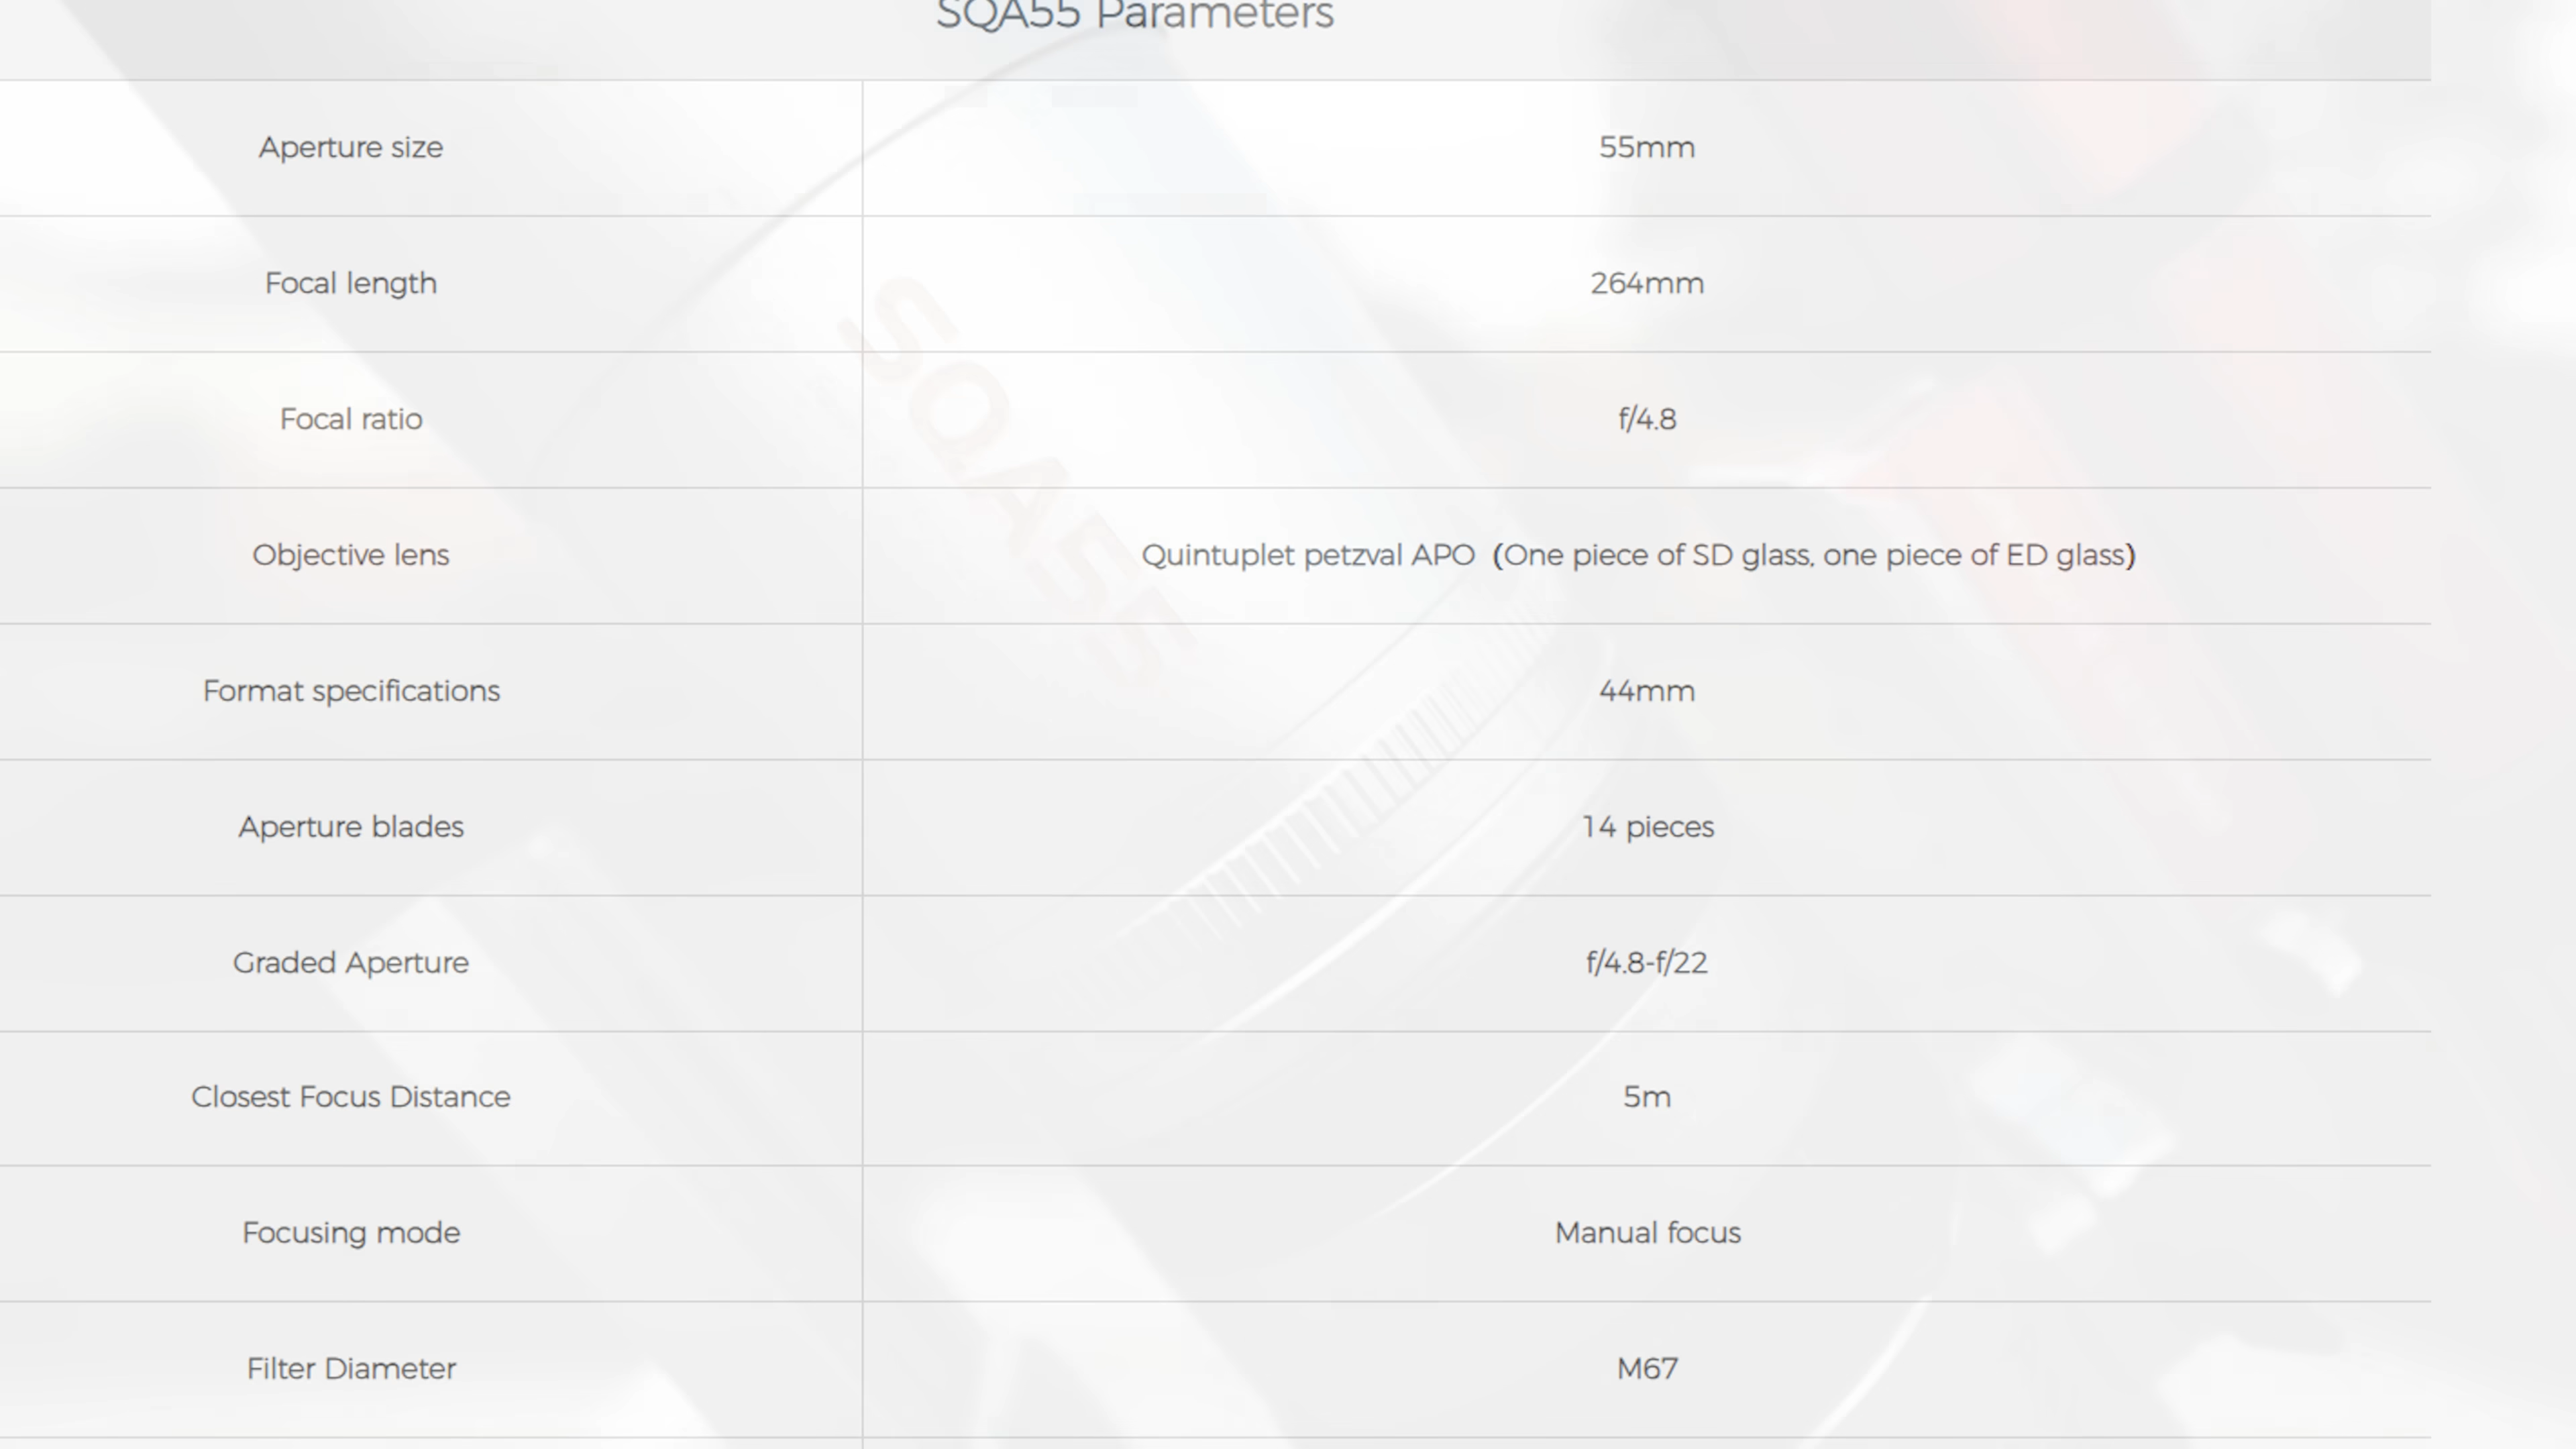 SQA55 Parameters
Aperture size 55mm
Focal length 264mm
Focal ratio f/4.8
Objective lens Quintuplet petzval APO (One piece of SD glass, one piece of ED glass)
Format specifications 44mm
Aperture blades 14 pieces
Graded Aperture f/4.8-f/22
Closest Focus Distance 5m
Focusing mode Manual focus
Filter Diameter M67
SQA55